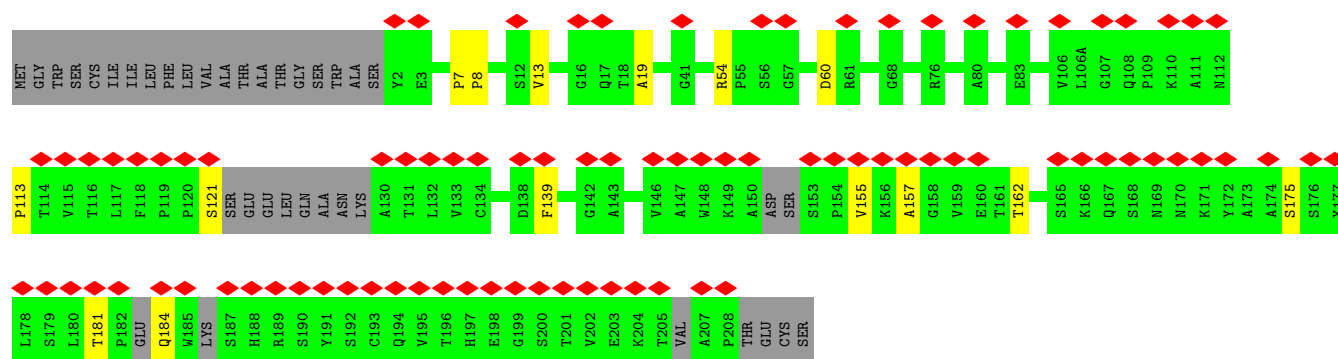 MET GLY TRP SER CYS ILE ILE LEU PHE LEU VAL ALA THR ALA THR GLY SER TRP ALA SER Y2 E3 P7 P8 S12 V13 G16 Q17 T18 A19 G41 R54 P55 S56 G57 D60 R61 G68 R76 A80 E83 V106 L106A G107 Q108 P109 K110 A111 N112
P113 T114 V115 T116 L117 F118 P119 P120 S121 SER GLU GLU LEU GLN ALA ASN LYS A130 T131 L132 V133 C134 D138 F139 G142 A143 V146 A147 W148 K149 A150 ASP SER S153 P154 V155 K156 A157 G158 V159 E160 T161 T162 S165 K166 Q167 S168 N169 N170 K171 Y172 A173 A174 S175 S176
L178 S179 L180 T181 P182 GLU Q184 W185 LYS S187 H188 R189 S190 Y191 S192 C193 Q194 V195 T196 H197 E198 G199 S200 T201 V202 E203 K204 T205 VAL A207 P208 THR GLU CYS SER